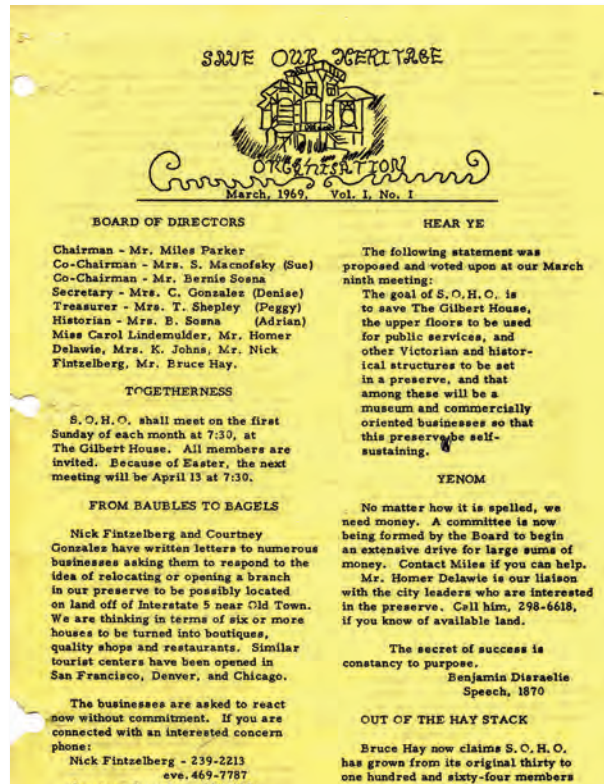 SAVE OUR HERITAGE
ORGANISATION
March, 1969, Vol. I, No. I
BOARD OF DIRECTORS
Chairman - Mr. Miles Parker
Co-Chairman - Mrs. S. Macnofsky (Sue)
Co-Chairman - Mr. Bernie Sosna
Secretary - Mrs. C. Gonzalez (Denise)
Treasurer - Mrs. T. Shepley (Peggy)
Historian - Mrs. B. Sosna (Adrian)
Miss Carol Lindemulder, Mr. Homer
Delawie, Mrs. K. Johns, Mr. Nick
Fintzelberg, Mr. Bruce Hay.
TOGETHERNESS
S.O.H.O. shall meet on the first
Sunday of each month at 7:30, at
The Gilbert House. All members are
invited. Because of Easter, the next
meeting will be April 13 at 7:30.
FROM BAUBLES TO BAGELS
Nick Fintzelberg and Courtney
Gonzalez have written letters to numerous
businesses asking them to respond to the
idea of relocating or opening a branch
in our preserve to be possibly located
on land off of Interstate 5 near Old Town.
We are thinking in terms of six or more
houses to be turned into boutiques,
quality shops and restaurants. Similar
tourist centers have been opened in
San Francisco, Denver, and Chicago.
The businesses are asked to react
now without commitment. If you are
connected with an interested concern
phone:
Nick Fintzelberg - 239-2213
eve. 469-7787
HEAR YE
The following statement was
proposed and voted upon at our March
ninth meeting:
The goal of S.O.H.O. is
to save The Gilbert House,
the upper floors to be used
for public services, and
other Victorian and histor-
ical structures to be set
in a preserve, and that
among these will be a
museum and commercially
oriented businesses so that
this preserve be self-
sustaining.
YENOM
No matter how it is spelled, we
need money. A committee is now
being formed by the Board to begin
an extensive drive for large sums of
money. Contact Miles if you can help.
Mr. Homer Delawie is our liaison
with the city leaders who are interested
in the preserve. Call him, 298-6618,
if you know of available land.
The secret of success is
constancy to purpose.
Benjamin Disraelie
Speech, 1870
OUT OF THE HAY STACK
Bruce Hay now claims S.O.H.O.
has grown from its original thirty to
one hundred and sixty-four members